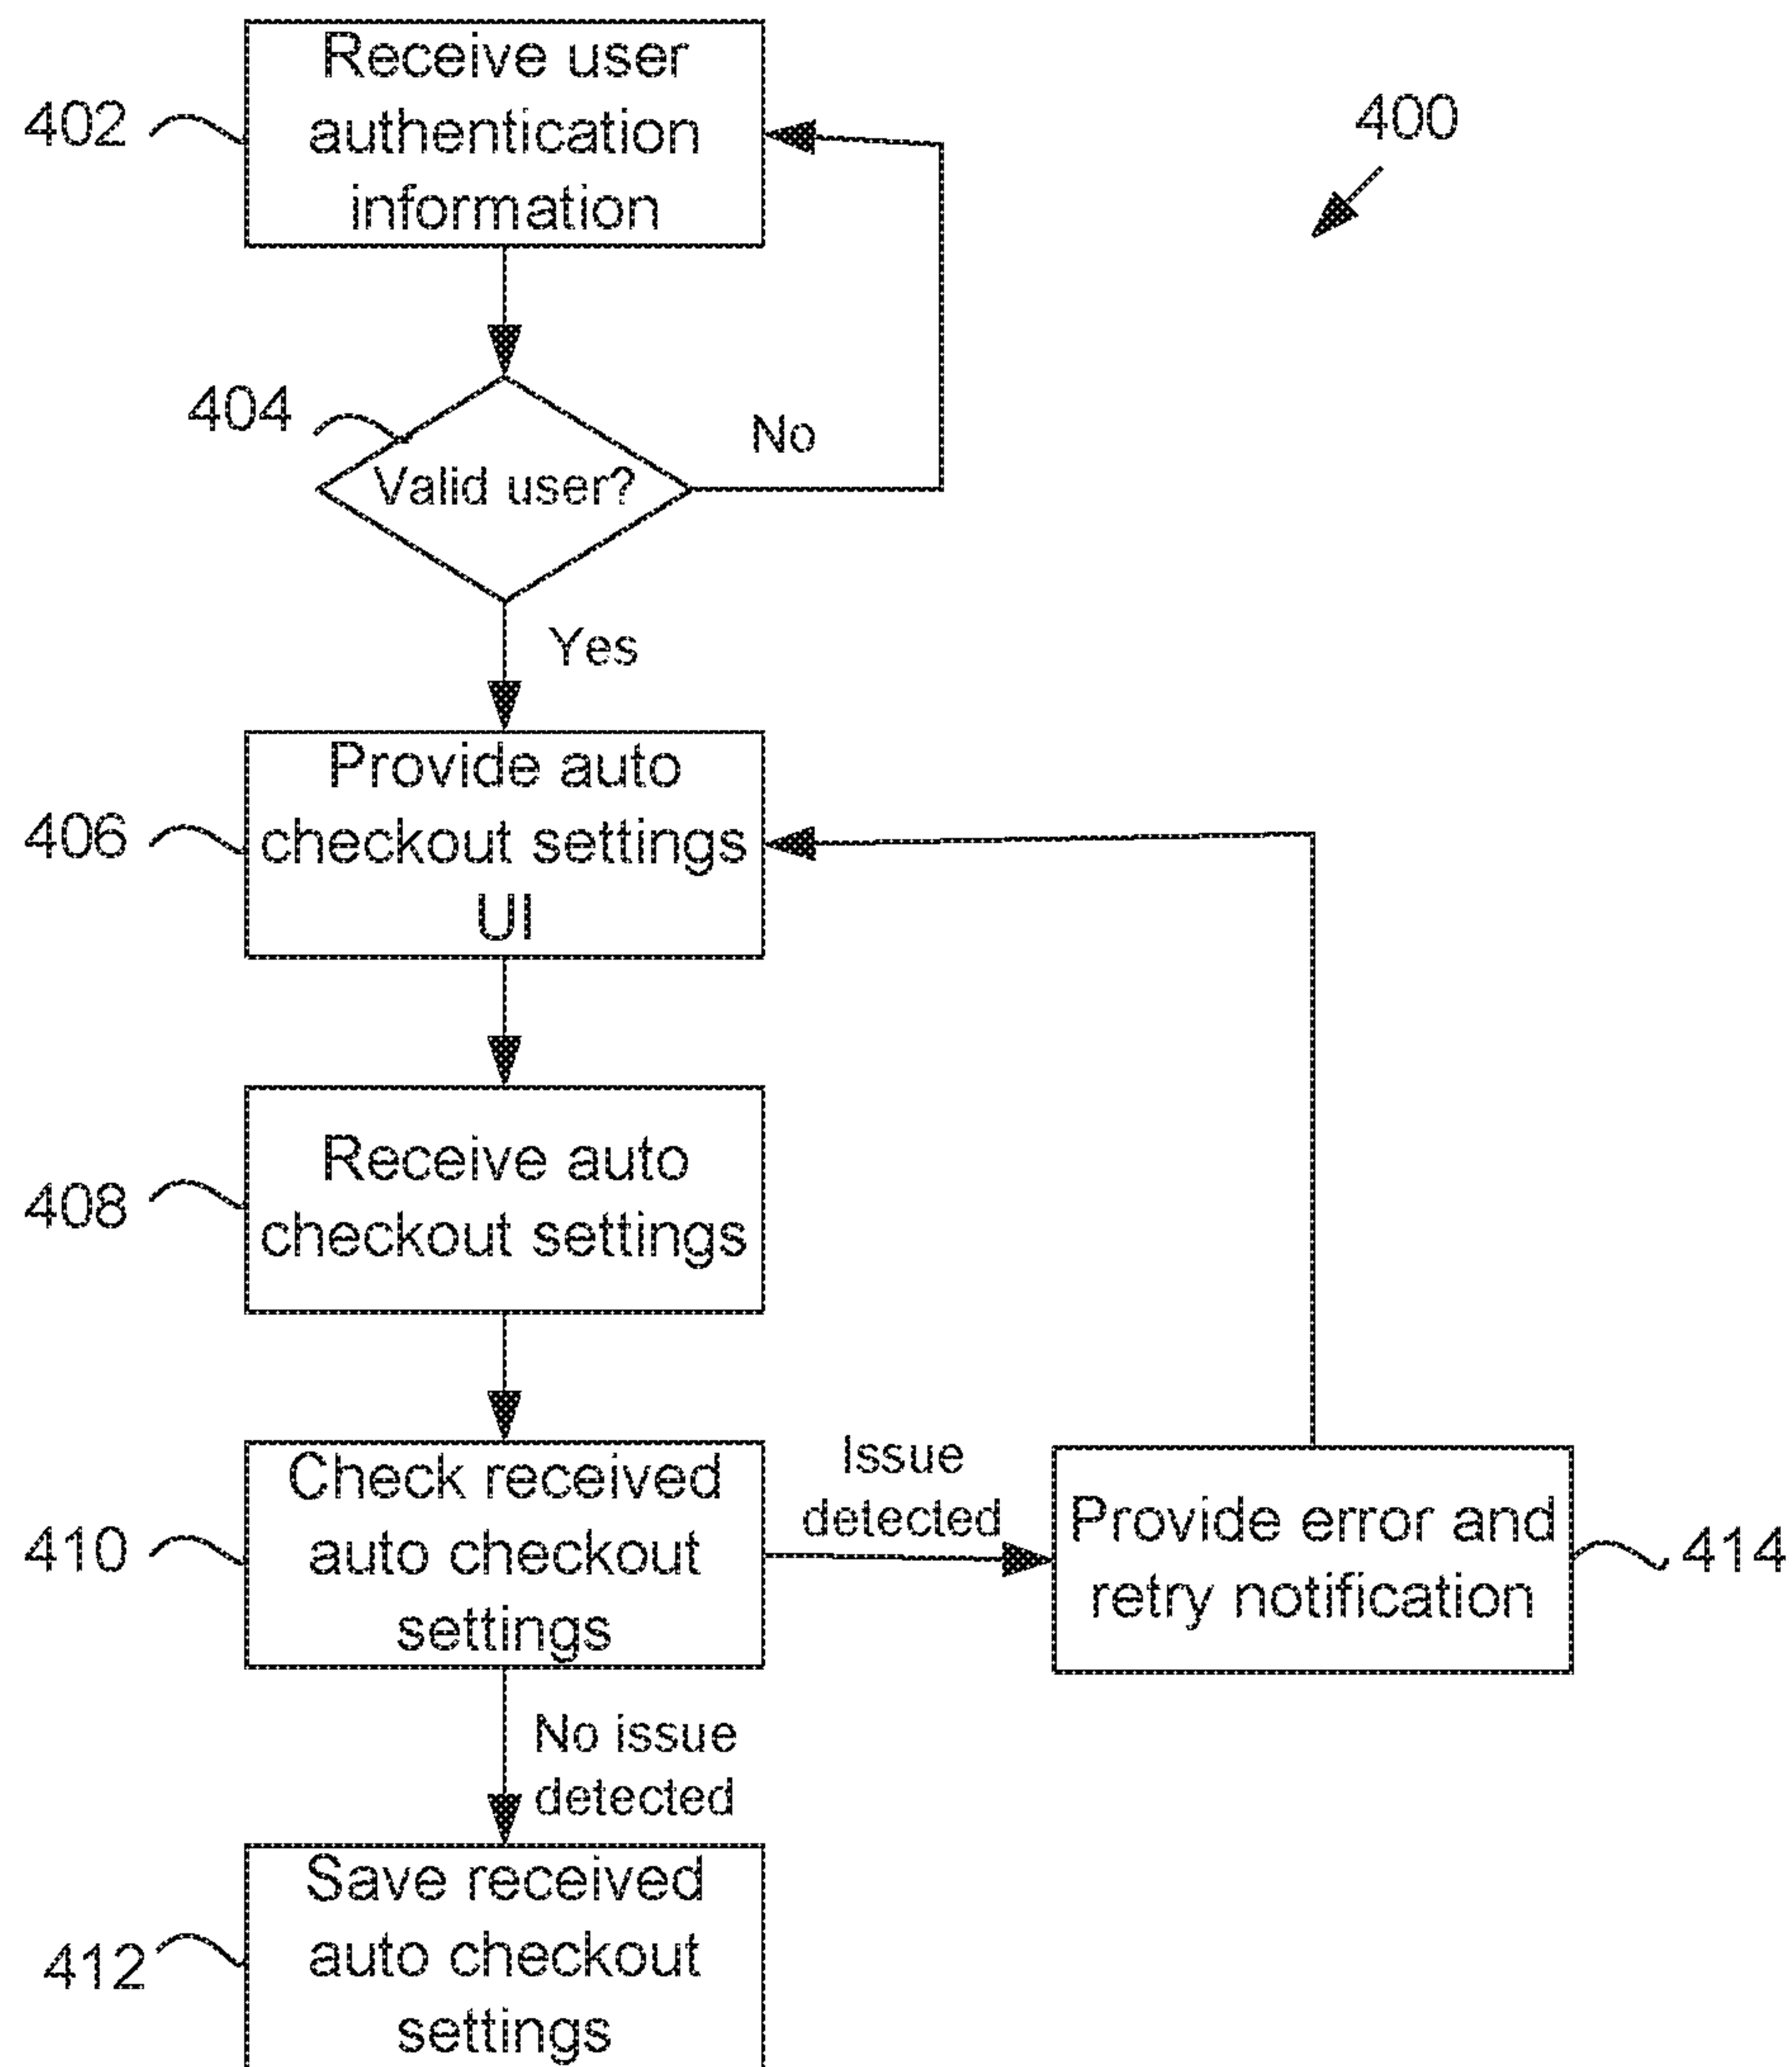 Receive user
authentication
information
402
400
404
Valid user?
No
Yes
Provide auto
checkout settings
UI
406
Receive auto
checkout settings
408
Check received
auto checkout
settings
410
Issue
detected
Provide error and
retry notification
414
No issue
detected
Save received
auto checkout
settings
412